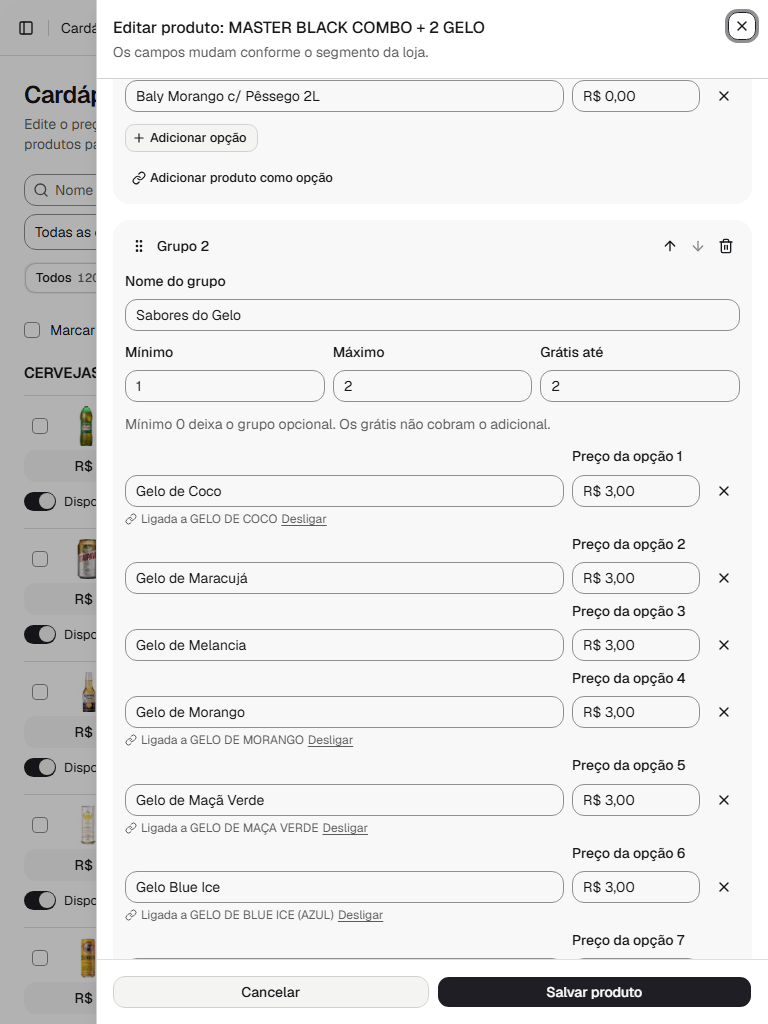 Editar produto: MASTER BLACK COMBO + 2 GELO
Os campos mudam conforme o segmento da loja.
Baly Morango c/ Pêssego 2L
R$ 0,00
Adicionar opção
Adicionar produto como opção
Grupo 2
Nome do grupo
Sabores do Gelo
Mínimo
Máximo
Grátis até
1
2
2
Mínimo 0 deixa o grupo opcional. Os grátis não cobram o adicional.
Preço da opção 1
Gelo de Coco
R$ 3,00
Ligada a GELO DE COCO Desligar
Preço da opção 2
Gelo de Maracujá
R$ 3,00
Preço da opção 3
Gelo de Melancia
R$ 3,00
Preço da opção 4
Gelo de Morango
R$ 3,00
Ligada a GELO DE MORANGO Desligar
Preço da opção 5
Gelo de Maçã Verde
R$ 3,00
Ligada a GELO DE MAÇA VERDE Desligar
Preço da opção 6
Gelo Blue Ice
R$ 3,00
Ligada a GELO DE BLUE ICE (AZUL) Desligar
Preço da opção 7
Cancelar
Salvar produto
Cardá
Cardáp
Edite o preç
produtos pa
Nome
Todas as
Todos 120
Marcar
CERVEJAS
R$
Dispo
R$
Dispo
R$
Dispo
R$
Dispo
R$